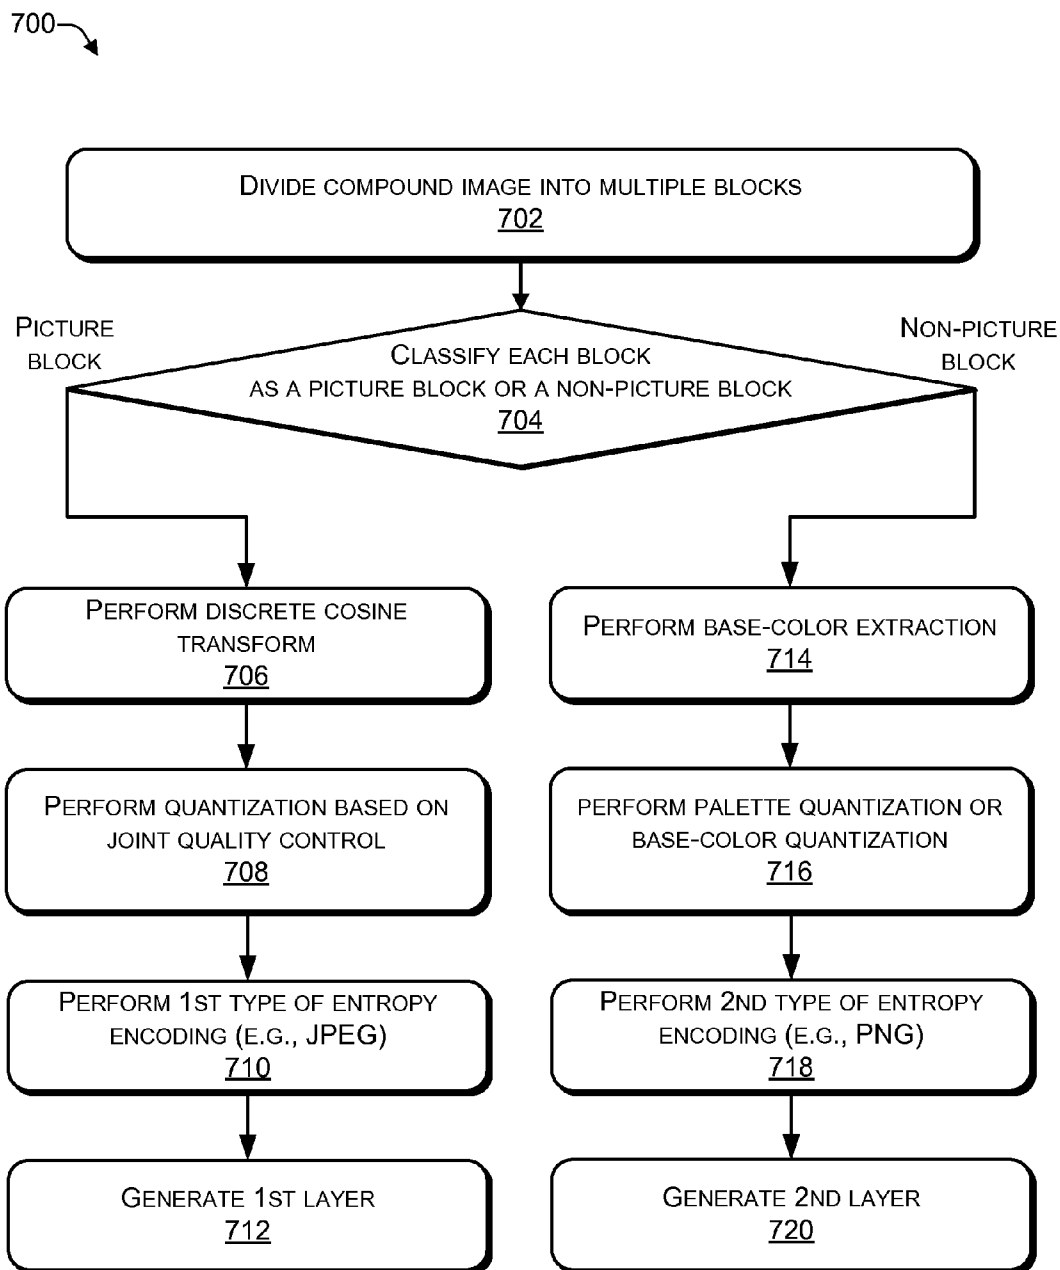 700
DIVIDE COMPOUND IMAGE INTO MULTIPLE BLOCKS
702
PICTURE
BLOCK
NON-PICTURE
BLOCK
CLASSIFY EACH BLOCK
AS A PICTURE BLOCK OR A NON-PICTURE BLOCK
704
PERFORM DISCRETE COSINE
TRANSFORM
706
PERFORM QUANTIZATION BASED ON
JOINT QUALITY CONTROL
708
PERFORM 1ST TYPE OF ENTROPY
ENCODING (E.G., JPEG)
710
GENERATE 1ST LAYER
712
PERFORM BASE-COLOR EXTRACTION
714
PERFORM PALETTE QUANTIZATION OR
BASE-COLOR QUANTIZATION
716
PERFORM 2ND TYPE OF ENTROPY
ENCODING (E.G., PNG)
718
GENERATE 2ND LAYER
720